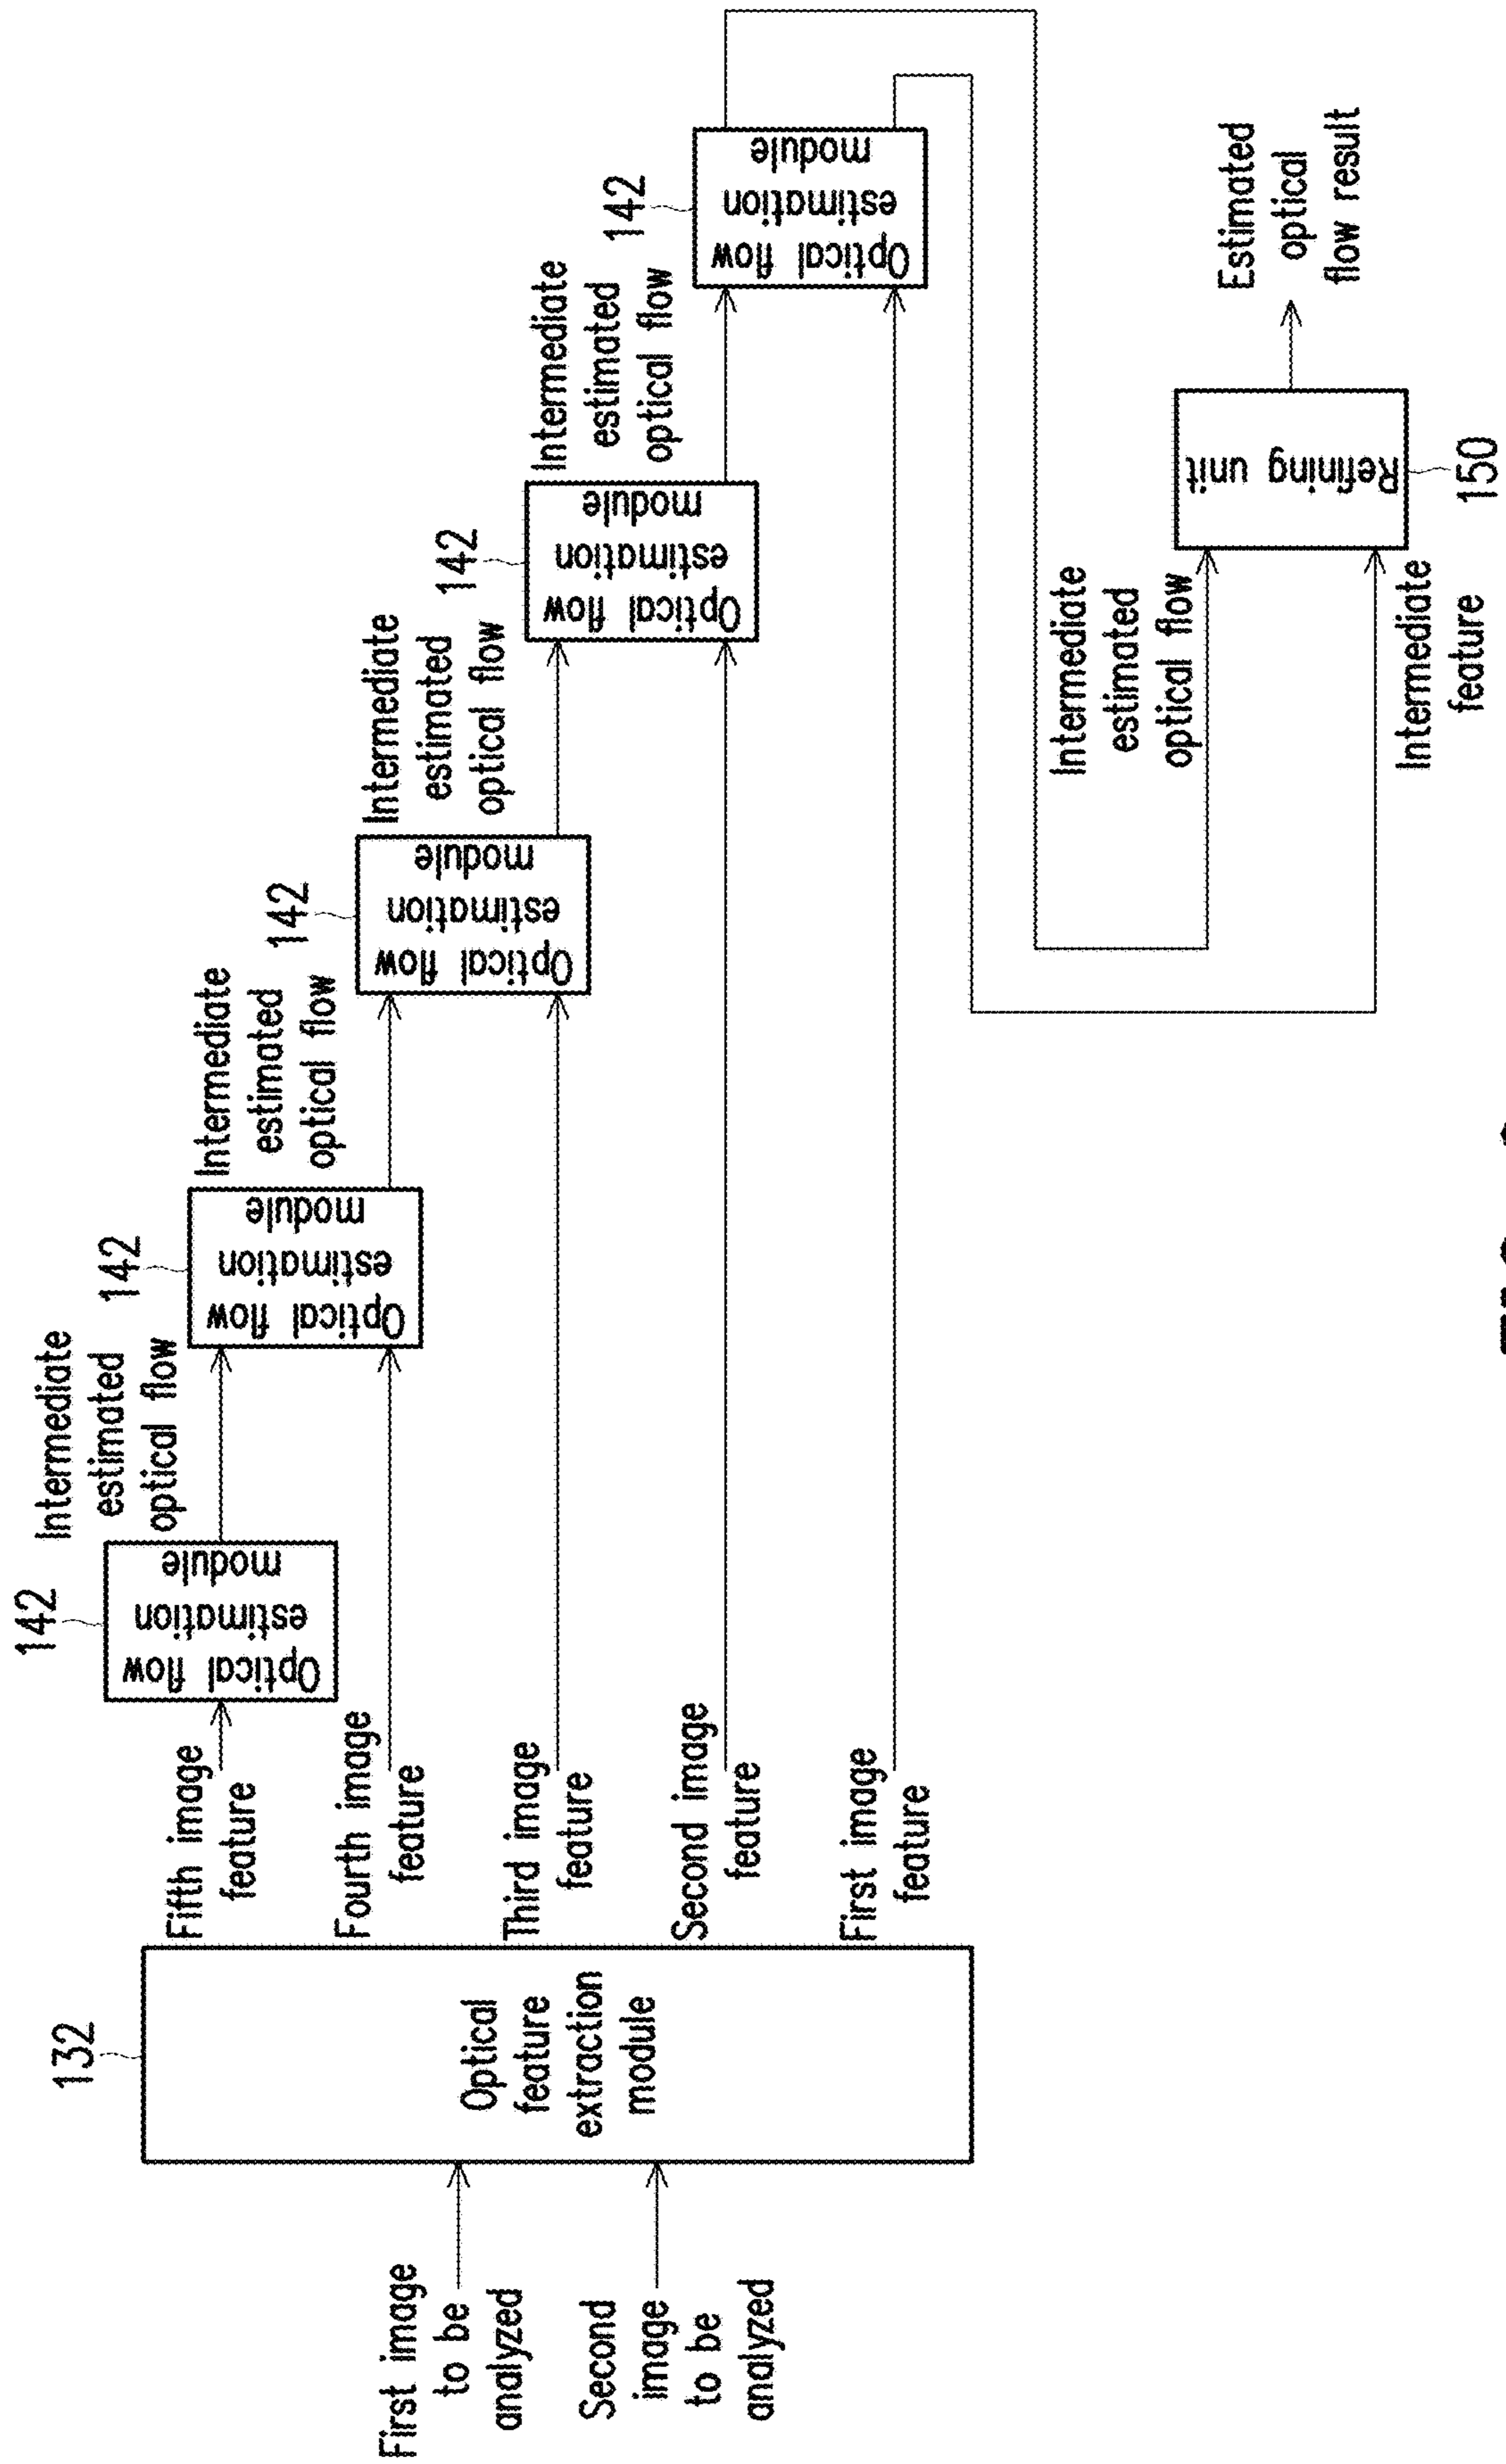 First image
to be
analyzed
Second
image
to be
analyzed
132
Optical
feature
extraction
module
Fifth image
feature
Fourth image
feature
Third image
feature
Second image
feature
First image
feature
142
Optical flow
estimation
module
Intermediate
estimated
optical flow
142
Optical flow
estimation
module
Intermediate
estimated
optical flow
142
Optical flow
estimation
module
Intermediate
estimated
optical flow
142
Optical flow
estimation
module
Intermediate
estimated
optical flow
142
Optical flow
estimation
module
Intermediate
estimated
optical flow
Intermediate
feature
Refining unit
150
Estimated
optical
flow result